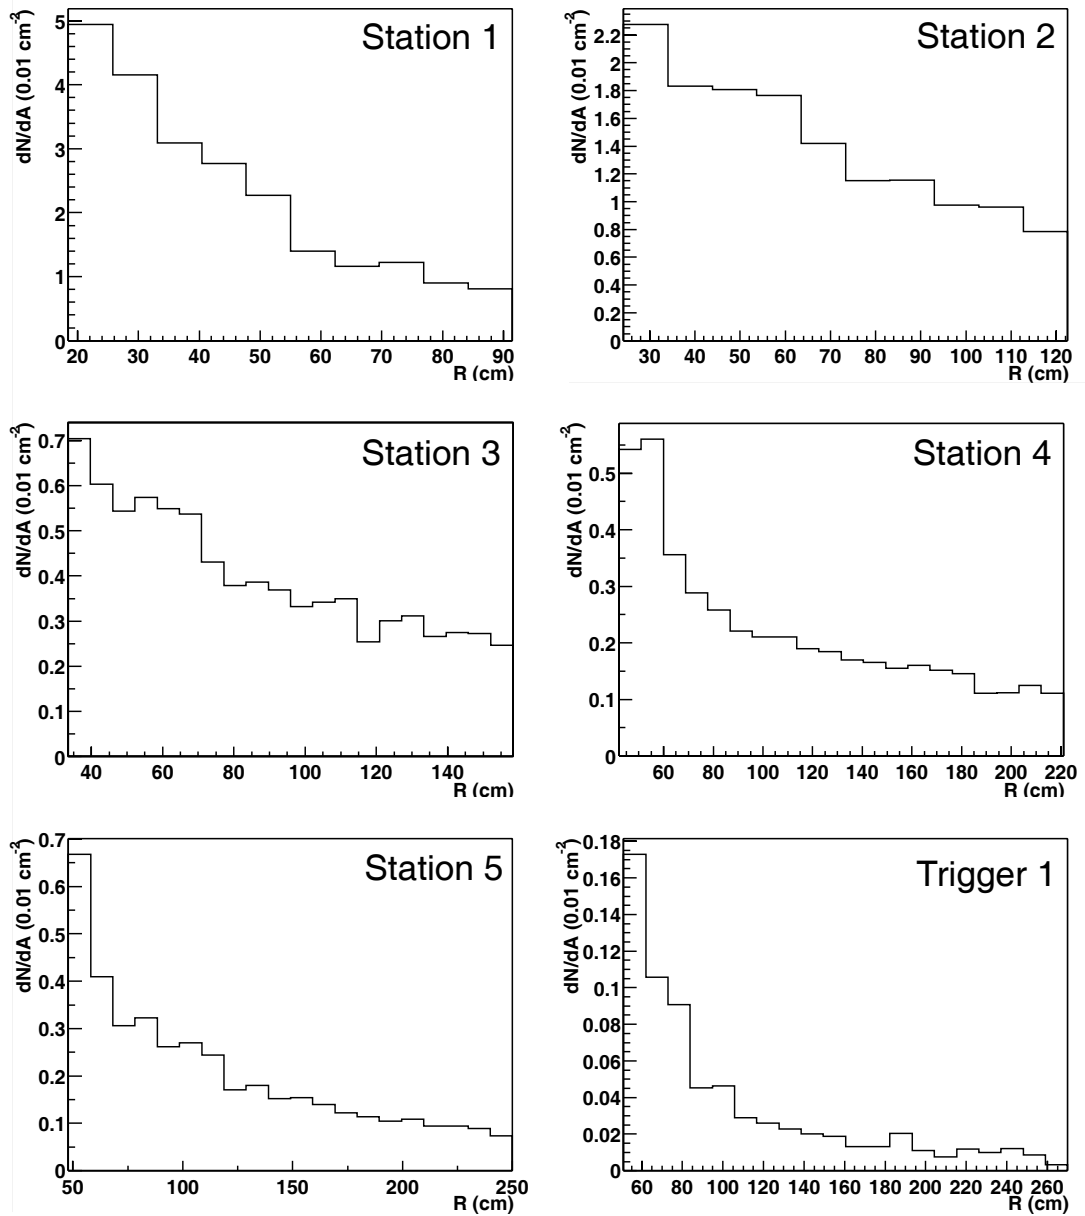 dN/dA (0.01 cm-2)
Station 1
5
4
3
2
1
0
20 30 40 50 60 70 80 90
R (cm)
dN/dA (0.01 cm-2)
Station 2
2.2
2
1.8
1.6
1.4
1.2
1
0.8
0.6
0.4
0.2
0
30 40 50 60 70 80 90 100 110 120
R (cm)
dN/dA (0.01 cm-2)
Station 3
0.7
0.6
0.5
0.4
0.3
0.2
0.1
0
40 60 80 100 120 140
R (cm)
dN/dA (0.01 cm-2)
Station 4
0.5
0.4
0.3
0.2
0.1
0
60 80 100 120 140 160 180 200 220
R (cm)
dN/dA (0.01 cm-2)
Station 5
0.7
0.6
0.5
0.4
0.3
0.2
0.1
0
50 100 150 200 250
R (cm)
dN/dA (0.01 cm-2)
Trigger 1
0.18
0.16
0.14
0.12
0.1
0.08
0.06
0.04
0.02
0
60 80 100 120 140 160 180 200 220 240 260
R (cm)